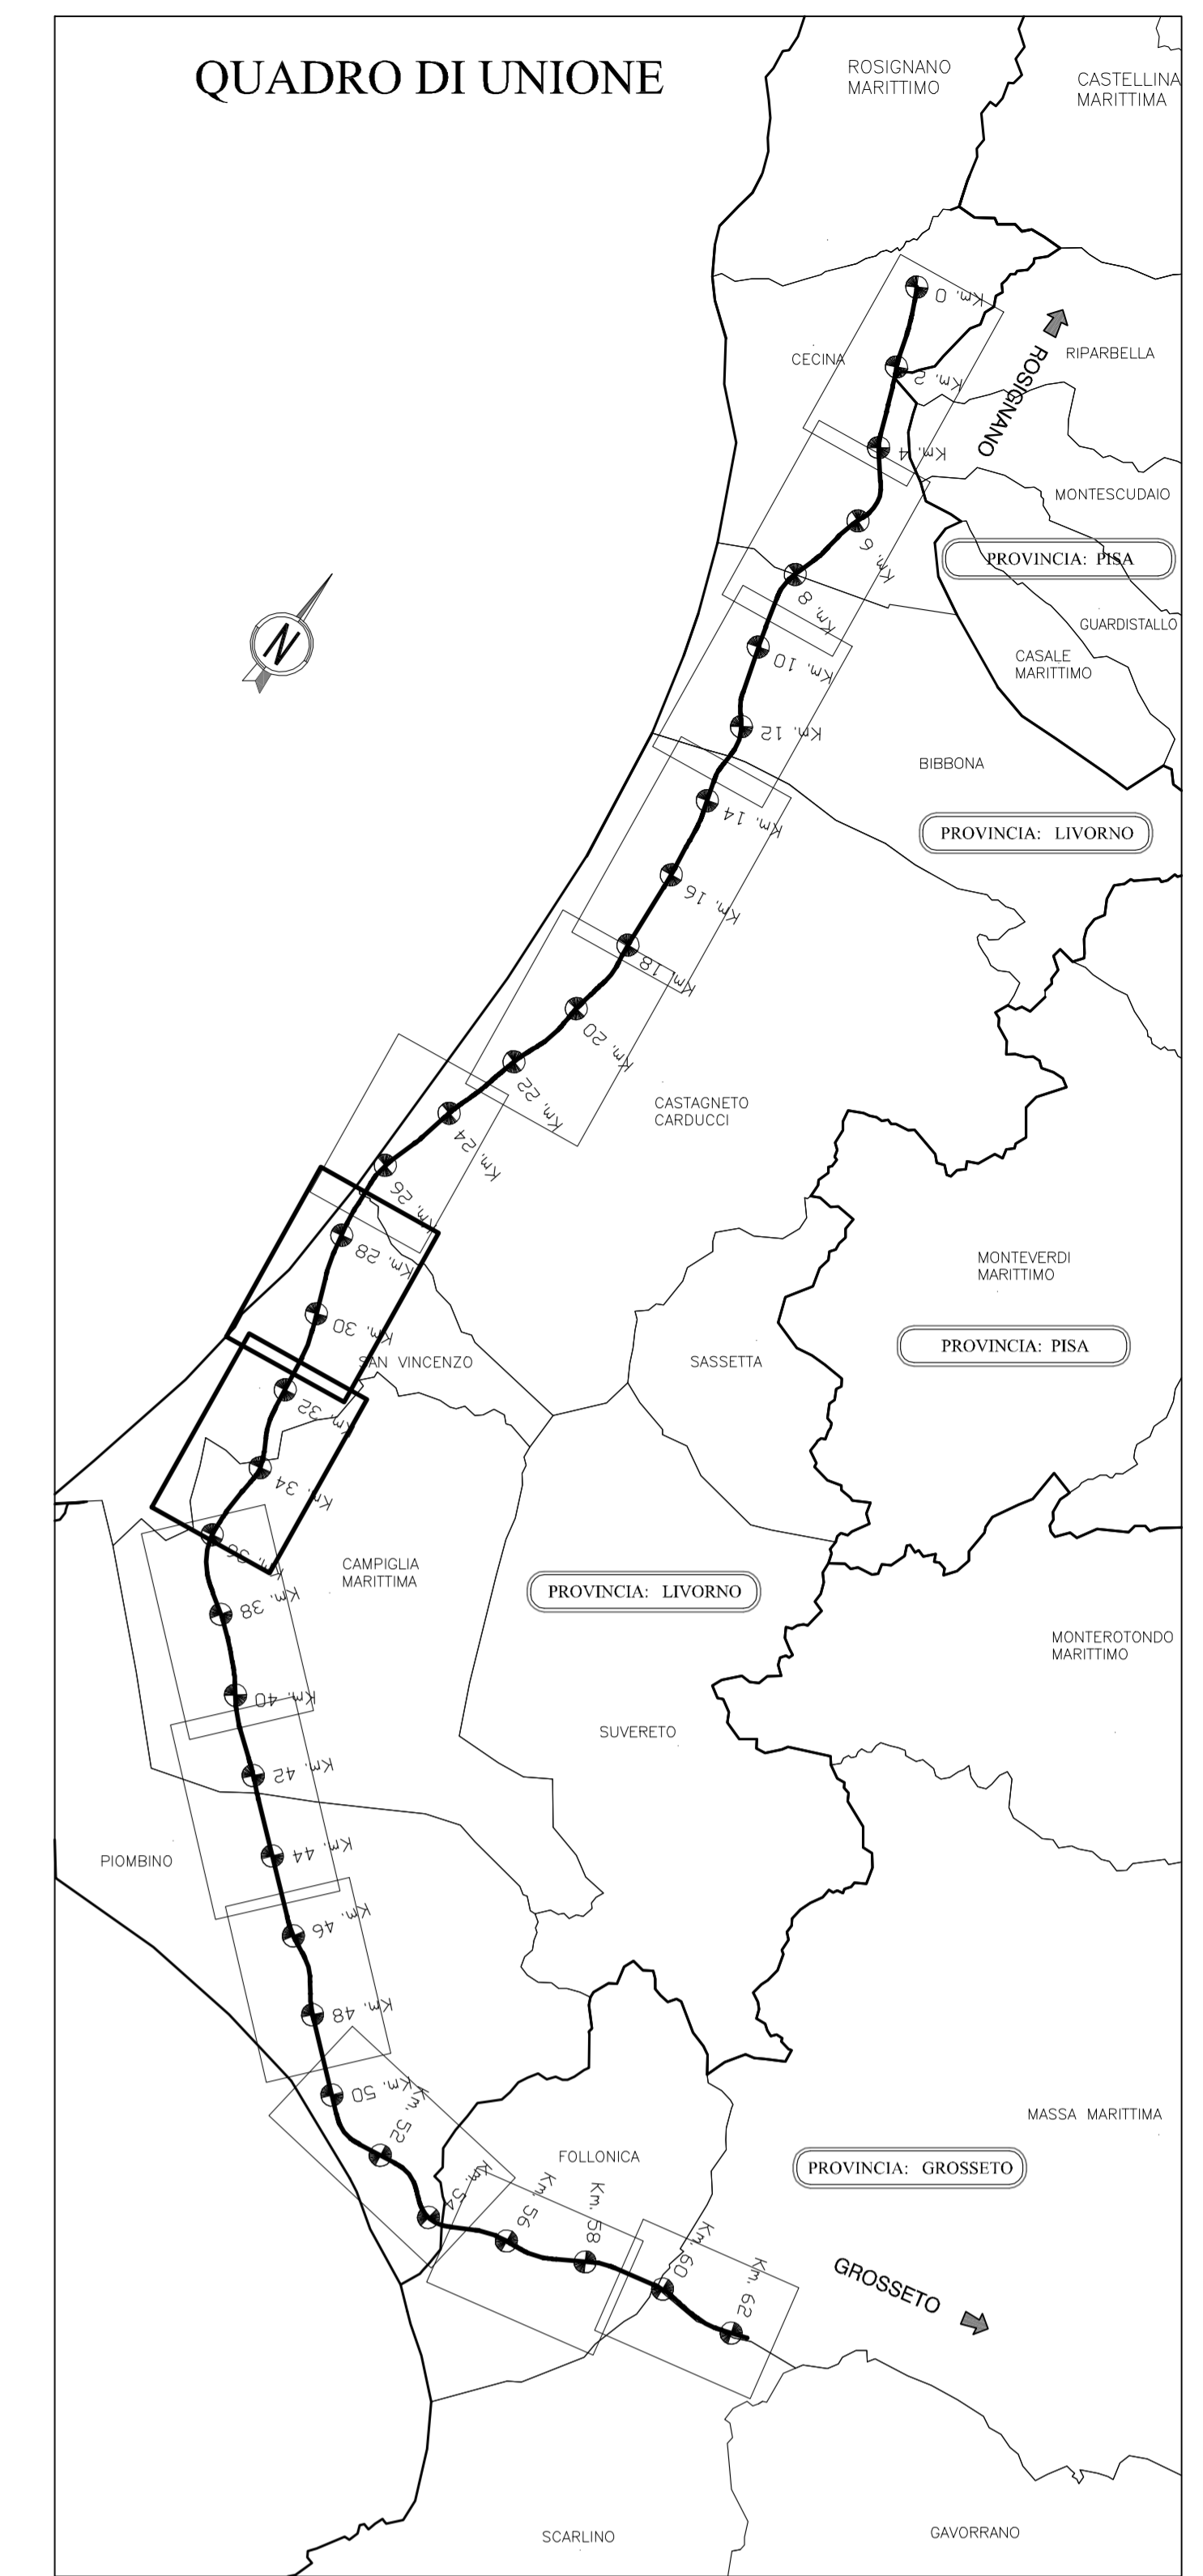 QUADRO DI UNIONE
ROSIGNANO
MARITTIMO
CASTELLINA
MARITTIMA
Km. 0
CECINA
ROSIGNANO
RIPARBELLA
Km. 2
Km. 4
MONTESCUDAIO
Km. 6
PROVINCIA: PISA
Km. 8
GUARDISTALLO
N
Km. 10
CASALE
MARITTIMO
Km. 12
BIBBONA
Km. 14
PROVINCIA: LIVORNO
Km. 16
Km. 18
Km. 20
Km. 22
CASTAGNETO
CARDUCCI
Km. 24
Km. 26
Km. 28
MONTEVERDI
MARITTIMO
Km. 30
PROVINCIA: PISA
SAN VINCENZO
SASSETTA
Km. 32
Km. 34
Km. 36
CAMPIGLIA
MARITTIMA
PROVINCIA: LIVORNO
Km. 38
MONTEROTONDO
MARITTIMO
Km. 40
SUVERETO
Km. 42
Km. 44
PIOMBINO
Km. 46
Km. 48
Km. 50
Km. 52
MASSA MARITTIMA
FOLLONICA
PROVINCIA: GROSSETO
Km. 54
Km. 56
Km. 58
Km. 60
Km. 62
GROSSETO
SCARLINO
GAVORRANO